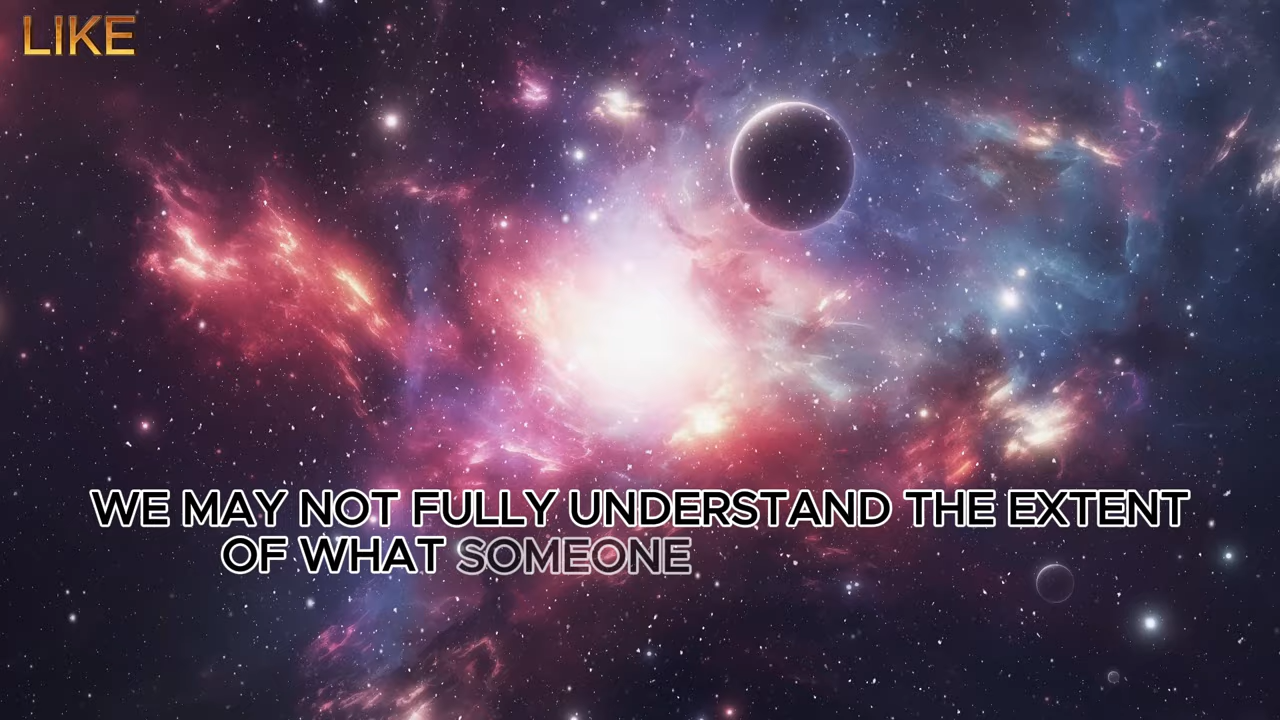 LIKE
WE MAY NOT FULLY UNDERSTAND THE EXTENT
OF WHAT SOMEONE